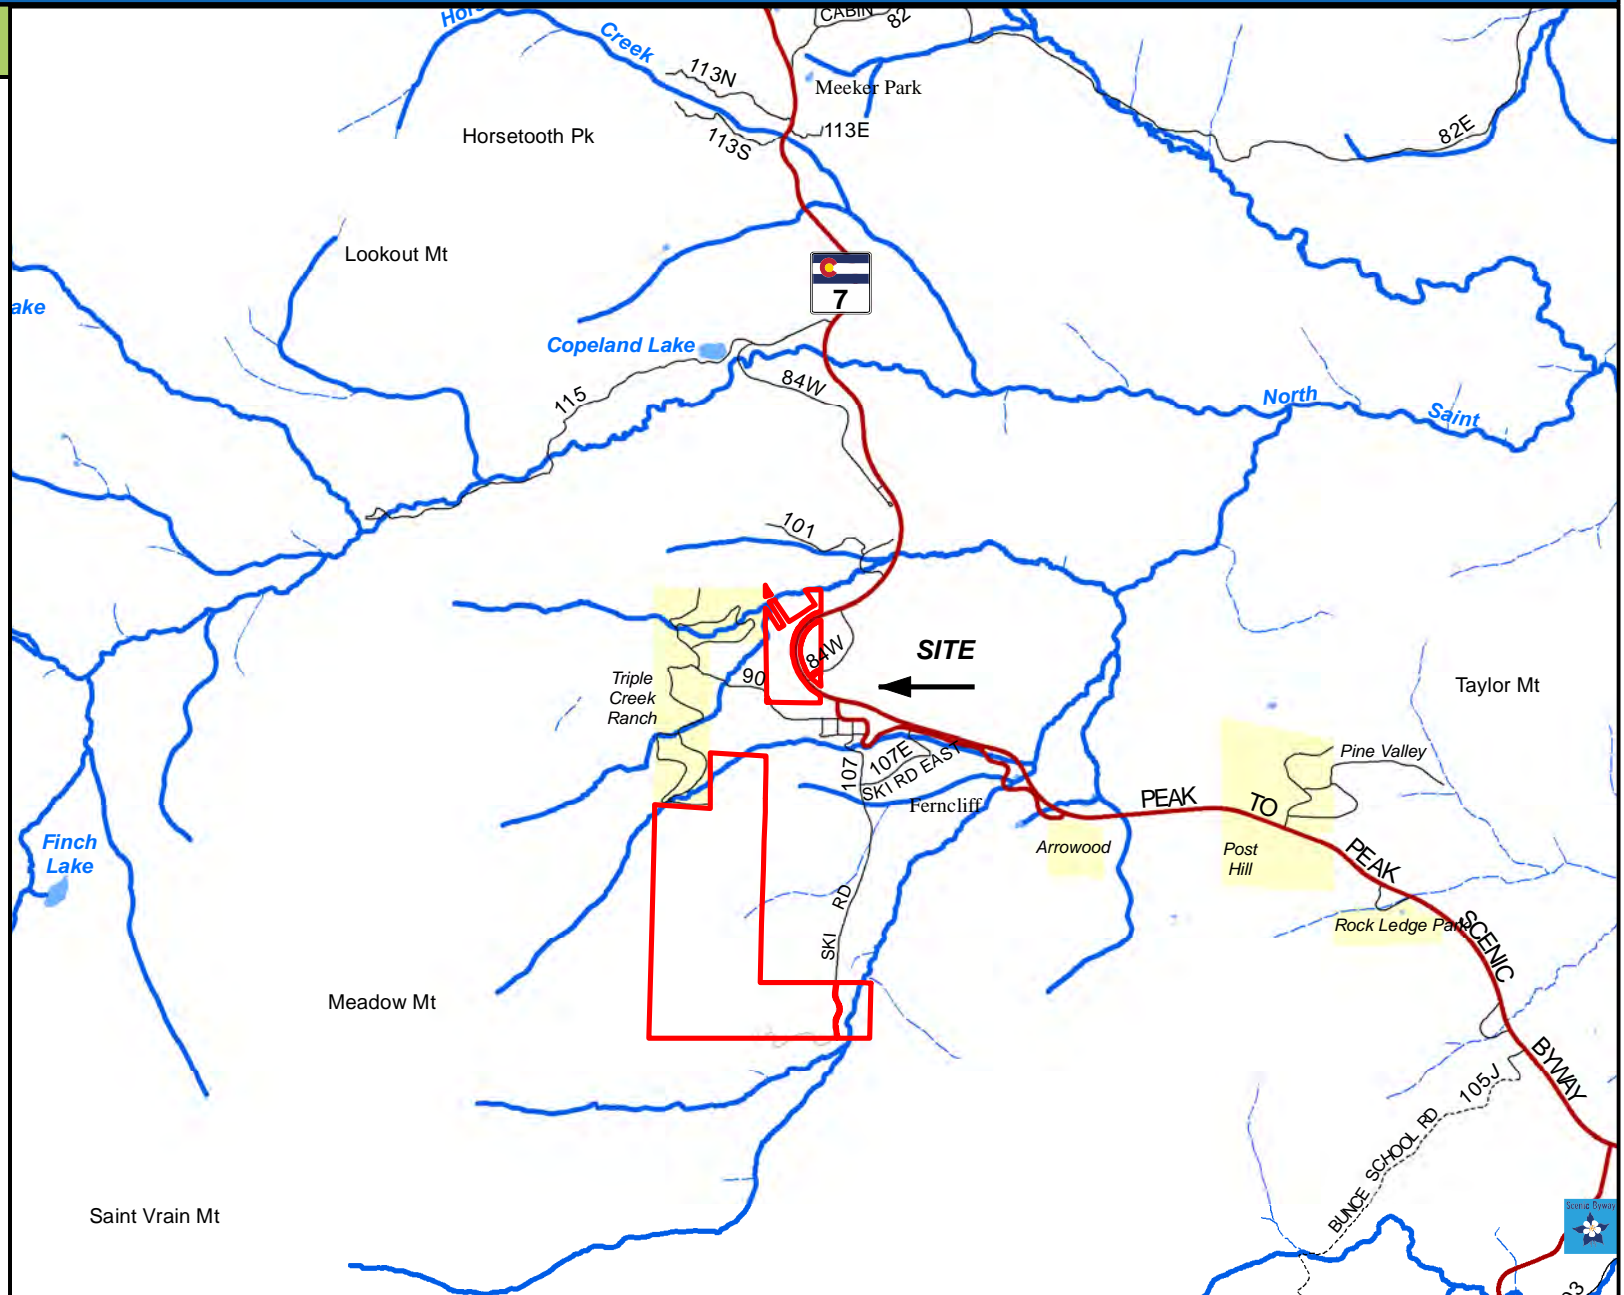 CABIN
82
Creek
113N
Meeker Park
113E
113S
Horsetooth Pk
82E
Lookout Mt
7
ake
Copeland Lake
84W
115
North
Saint
101
84W
SITE
90
Triple
Creek
Ranch
Taylor Mt
107E
SKI RD EAST
107
Ferncliff
Pine Valley
PEAK
TO
PEAK
SCENIC
BYWAY
Arrowood
Post
Hill
Finch
Lake
Rock Ledge Park
SKI
RD
Meadow Mt
105J
BUNCE SCHOOL RD
Saint Vrain Mt
Scenic Byway